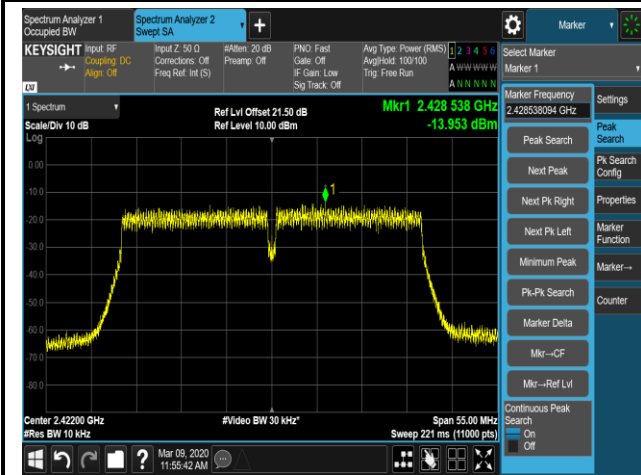 Spectrum Analyzer 1
Occupied BW
Spectrum Analyzer 2
Swept SA
+
Marker
KEYSIGHT
Input: RF
Coupling: DC
Align: Off
Input Z: 50 Ω
Corrections: Off
Freq Ref: Int (S)
#Atten: 20 dB
Preamp: Off
PNO: Fast
Gate: Off
IF Gain: Low
Sig Track: Off
Avg Type: Power (RMS)
Avg|Hold: 100/100
Trig: Free Run
1 2 3 4 5 6
A W W W W W
A N N N N N
LXI
Select Marker
Marker 1
1 Spectrum
Scale/Div 10 dB
Log
Ref Lvl Offset 21.50 dB
Ref Level 10.00 dBm
Mkr1 2.428 538 GHz
-13.953 dBm
0.00
-10.0
-20.0
-30.0
-40.0
-50.0
-60.0
-70.0
-80.0
1
Center 2.42200 GHz
#Res BW 10 kHz
#Video BW 30 kHz*
Span 55.00 MHz
Sweep 221 ms (11000 pts)
Marker Frequency
2.428538094 GHz
Peak Search
Next Peak
Next Pk Right
Next Pk Left
Minimum Peak
Pk-Pk Search
Marker Delta
Mkr→CF
Mkr→Ref Lvl
Continuous Peak
Search
On
Off
Settings
Peak
Search
Pk Search
Config
Properties
Marker
Function
Marker→
Counter
?
Mar 09, 2020
11:55:42 AM